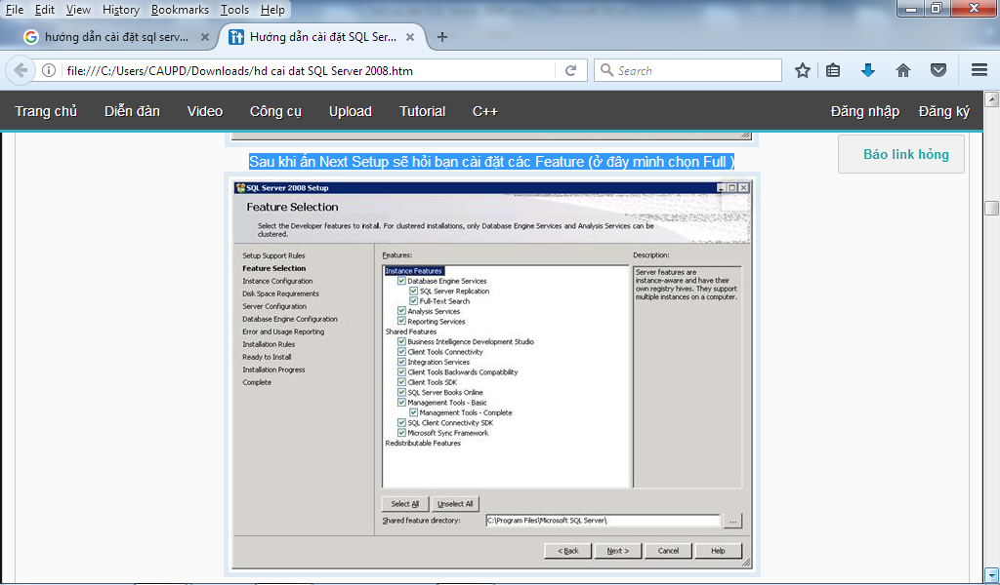 File Edit View History Bookmarks Tools Help
hướng dẫn cài đặt sql serv...
Hướng dẫn cài đặt SQL Ser...
file:///C:/Users/CAUPD/Downloads/hd cai dat SQL Server 2008.htm
Search
Trang chủ Diễn đàn Video Công cụ Upload Tutorial C++ Đăng nhập Đăng ký
Báo link hỏng
Sau khi ấn Next Setup sẽ hỏi bạn cài đặt các Feature (ở đây mình chọn Full )
SQL Server 2008 Setup
Feature Selection
Select the Developer features to install. For clustered installations, only Database Engine Services and Analysis Services can be
clustered.
Setup Support Rules
Feature Selection
Instance Configuration
Disk Space Requirements
Server Configuration
Database Engine Configuration
Error and Usage Reporting
Installation Rules
Ready to Install
Installation Progress
Complete
Features:
Instance Features
Database Engine Services
SQL Server Replication
Full-Text Search
Analysis Services
Reporting Services
Shared Features
Business Intelligence Development Studio
Client Tools Connectivity
Integration Services
Client Tools Backwards Compatibility
Client Tools SDK
SQL Server Books Online
Management Tools - Basic
Management Tools - Complete
SQL Client Connectivity SDK
Microsoft Sync Framework
Redistributable Features
Description:
Server features are
instance-aware and have their
own registry hives. They support
multiple instances on a computer.
Select All Unselect All
Shared feature directory: C:\Program Files\Microsoft SQL Server\ ...
< Back Next > Cancel Help